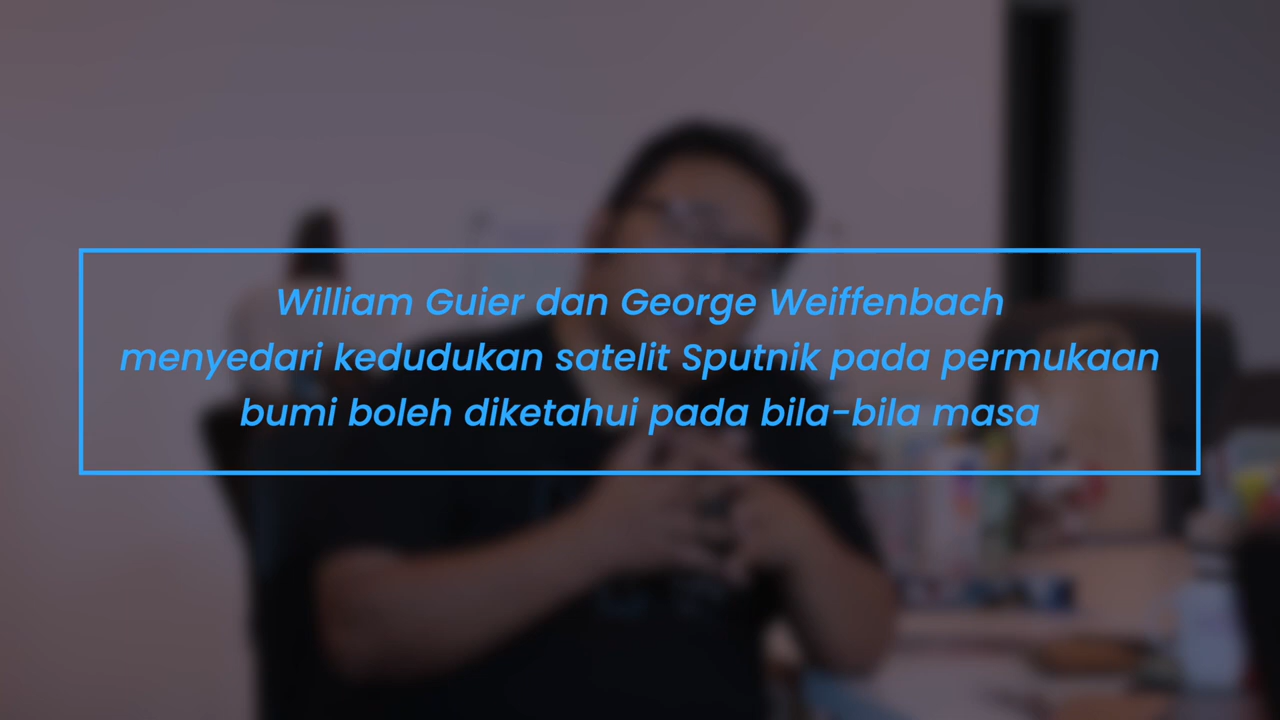 William Guier dan George Weiffenbach
menyedari kedudukan satelit Sputnik pada permukaan
bumi boleh diketahui pada bila-bila masa